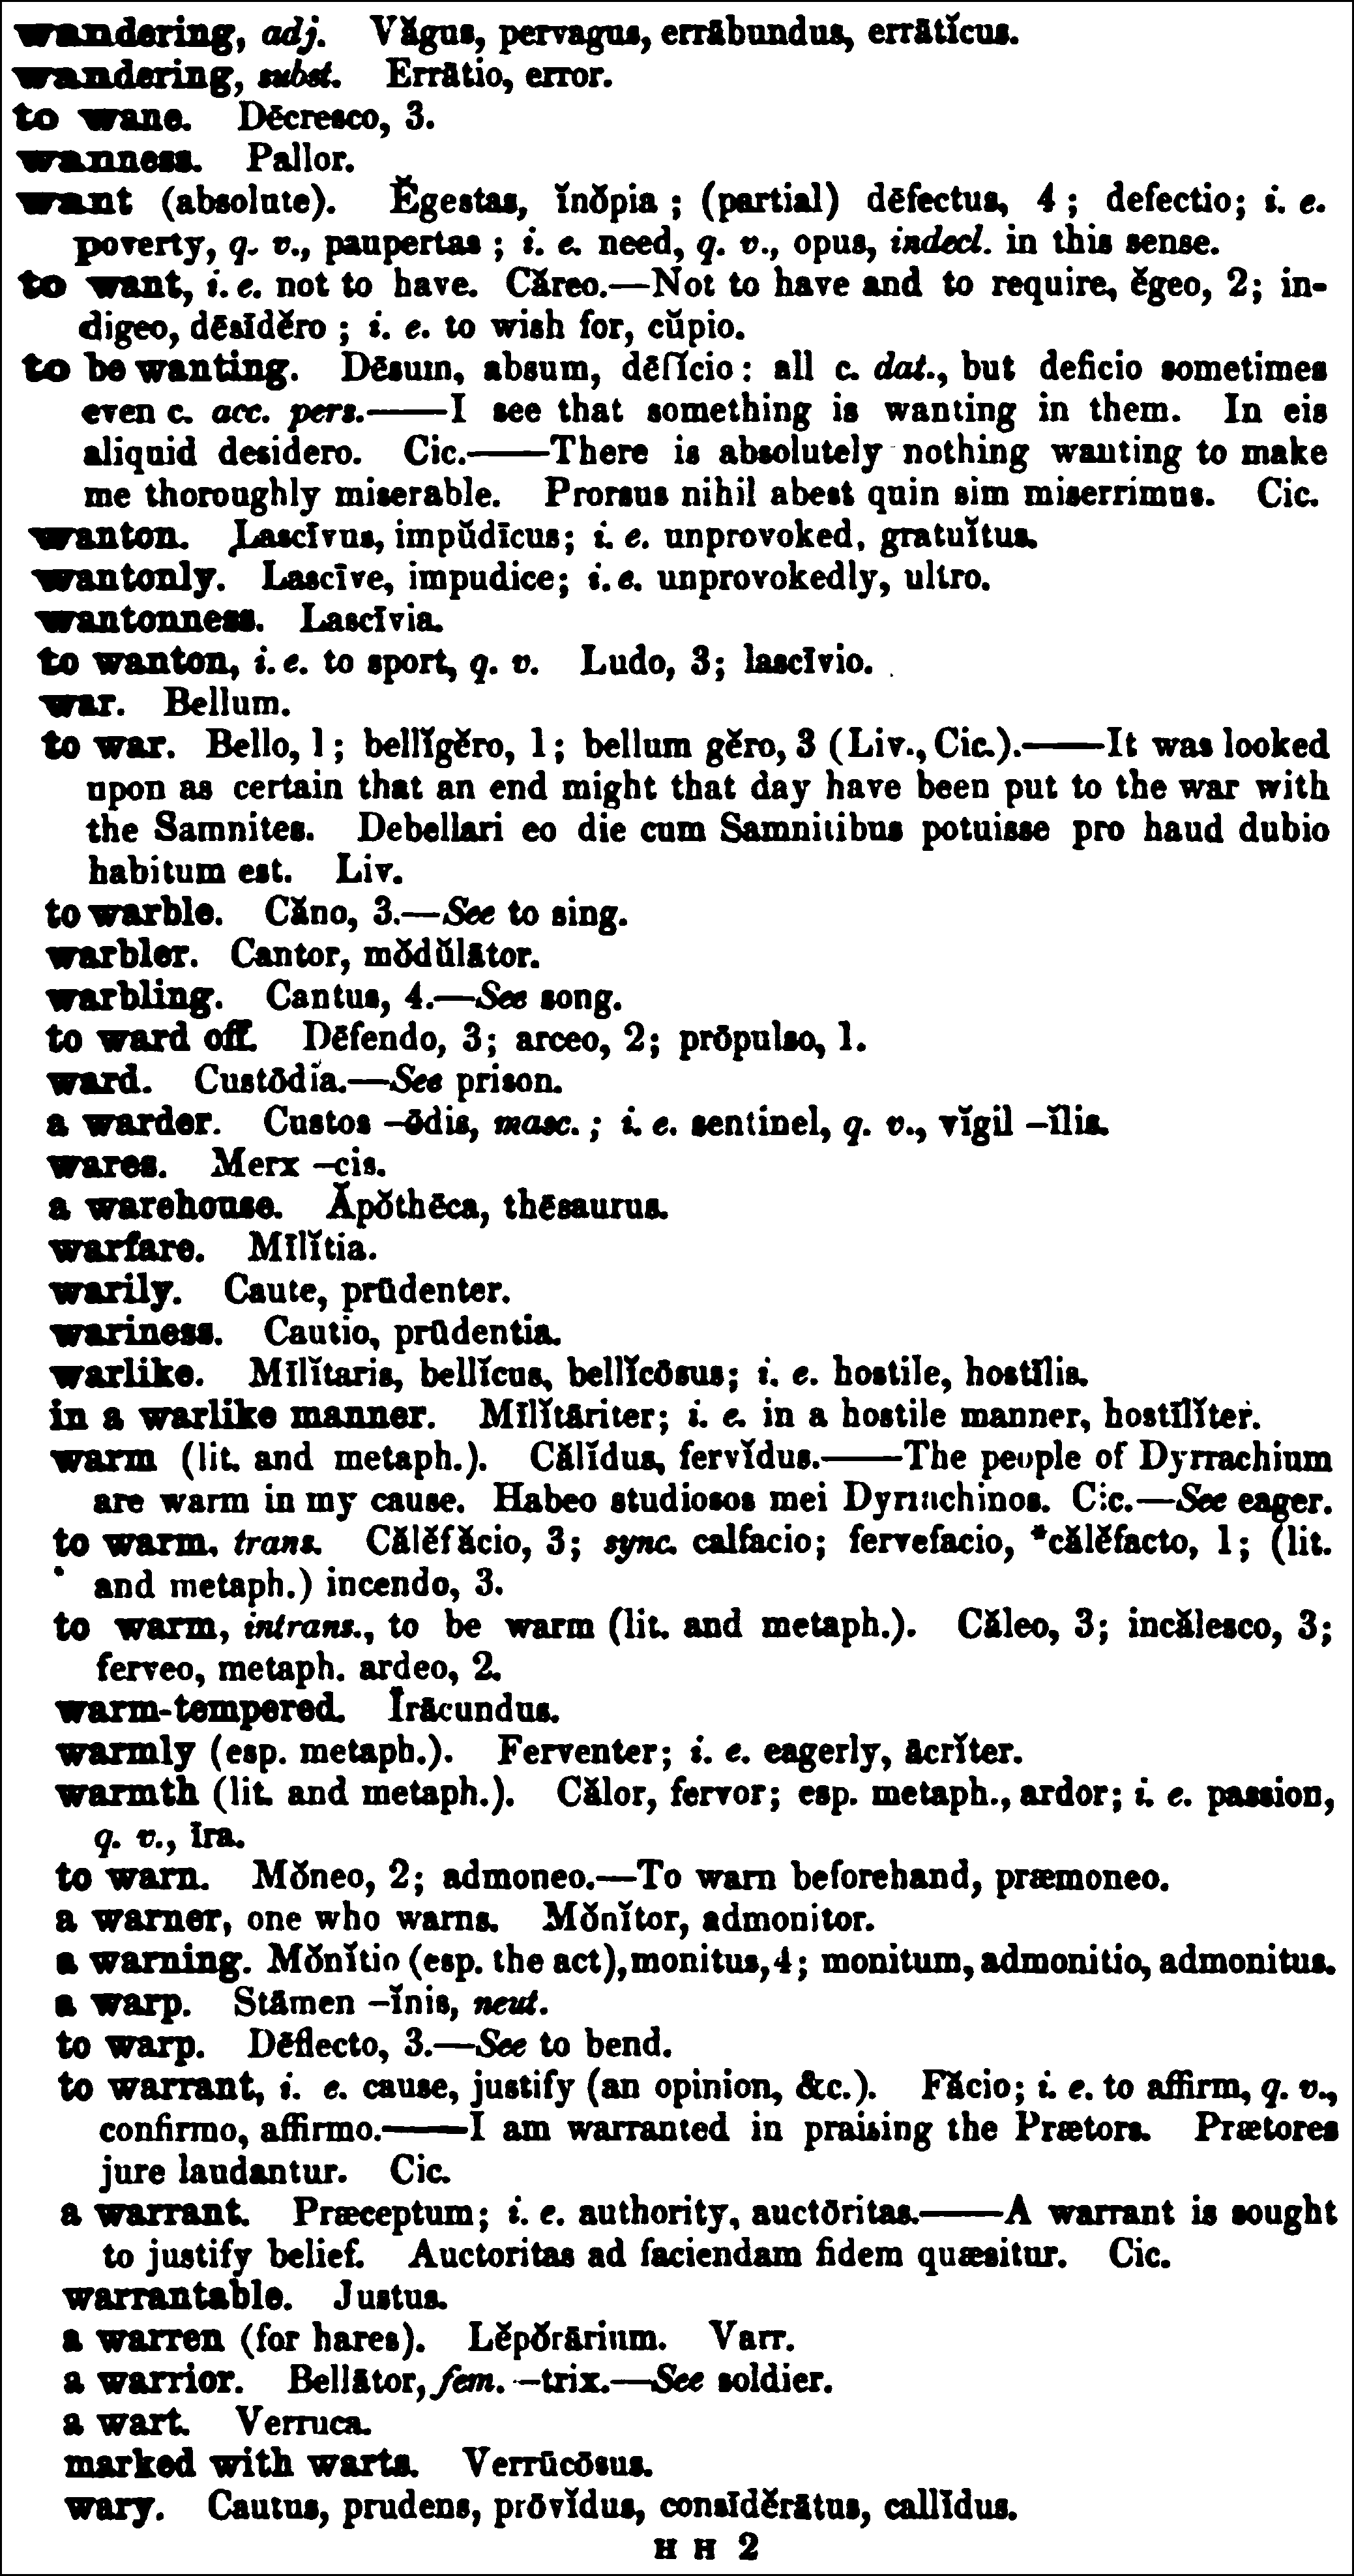 wandering, adj. Văgus, pervagus, errābundus, errātĭcus.
wandering, subst. Errātio, error.
to wane. Dēcresco, 3.
wanness. Pallor.
want (absolute). Ĕgestas, ĭnŏpia ; (partial) dēfectus, 4 ; defectio; i. e.
poverty, q. v., paupertas ; i. e. need, q. v., opus, indecl. in this sense.
to want, i. e. not to have. Căreo.—Not to have and to require, ĕgeo, 2; in-
digeo, dēsīdĕro ; i. e. to wish for, cŭpio.
to be wanting. Dēsum, absum, dēfĭcio : all c. dat., but deficio sometimes
even c. acc. pers.——I see that something is wanting in them. In eis
aliquid desidero. Cic.——There is absolutely nothing wanting to make
me thoroughly miserable. Prorsus nihil abest quin sim miserrimus. Cic.
wanton. Lascīvus, impŭdīcus; i. e. unprovoked, gratuĭtus.
wantonly. Lascīve, impudice; i. e. unprovokedly, ultro.
wantonness. Lascīvia.
to wanton, i. e. to sport, q. v. Ludo, 3; lascīvio.
war. Bellum.
to war. Bello, 1 ; bellĭgĕro, 1 ; bellum gĕro, 3 (Liv., Cic.).——It was looked
upon as certain that an end might that day have been put to the war with
the Samnites. Debellari eo die cum Samnitibus potuisse pro haud dubio
habitum est. Liv.
to warble. Căno, 3.—See to sing.
warbler. Cantor, mŏdŭlātor.
warbling. Cantus, 4.—See song.
to ward off. Dēfendo, 3; arceo, 2; prōpulso, 1.
ward. Custōdia.—See prison.
a warder. Custos –ōdis, masc. ; i. e. sentinel, q. v., vĭgil –ĭlis.
wares. Merx –cis.
a warehouse. Ăpŏthēca, thēsaurus.
warfare. Mīlĭtia.
warily. Caute, prūdenter.
wariness. Cautio, prūdentia.
warlike. Mīlĭtaris, bellĭcus, bellĭcōsus; i. e. hostile, hostīlis.
in a warlike manner. Mīlĭtāriter; i. e. in a hostile manner, hostīlĭter.
warm (lit. and metaph.). Călĭdus, fervĭdus.——The people of Dyrrachium
are warm in my cause. Habeo studiosos mei Dyrrachinos. Cic.—See eager.
to warm, trans. Călĕfăcio, 3; sync. calfacio; fervefacio, *călĕfacto, 1; (lit.
and metaph.) incendo, 3.
to warm, intrans., to be warm (lit. and metaph.). Căleo, 3; incălesco, 3;
ferveo, metaph. ardeo, 2.
warm-tempered. Īrācundus.
warmly (esp. metaph.). Ferventer; i. e. eagerly, ācrĭter.
warmth (lit. and metaph.). Călor, fervor; esp. metaph., ardor; i. e. passion,
q. v., īra.
to warn. Mŏneo, 2; admoneo.—To warn beforehand, præmoneo.
a warner, one who warns. Mŏnĭtor, admonitor.
a warning. Mŏnĭtio (esp. the act), monitus, 4; monitum, admonitio, admonitus.
a warp. Stāmen –ĭnis, neut.
to warp. Dēflecto, 3.—See to bend.
to warrant, i. e. cause, justify (an opinion, &c.). Făcio; i. e. to affirm, q. v.,
confirmo, affirmo.——I am warranted in praising the Prætors. Prætores
jure laudantur. Cic.
a warrant. Præceptum; i. e. authority, auctōritas.——A warrant is sought
to justify belief. Auctoritas ad faciendam fidem quæsitur. Cic.
warrantable. Justus.
a warren (for hares). Lĕpŏrārium. Varr.
a warrior. Bellātor, fem. –trix.—See soldier.
a wart. Verruca.
marked with warts. Verrūcōsus.
wary. Cautus, prudens, prōvĭdus, consīdĕrātus, callĭdus.
H H 2